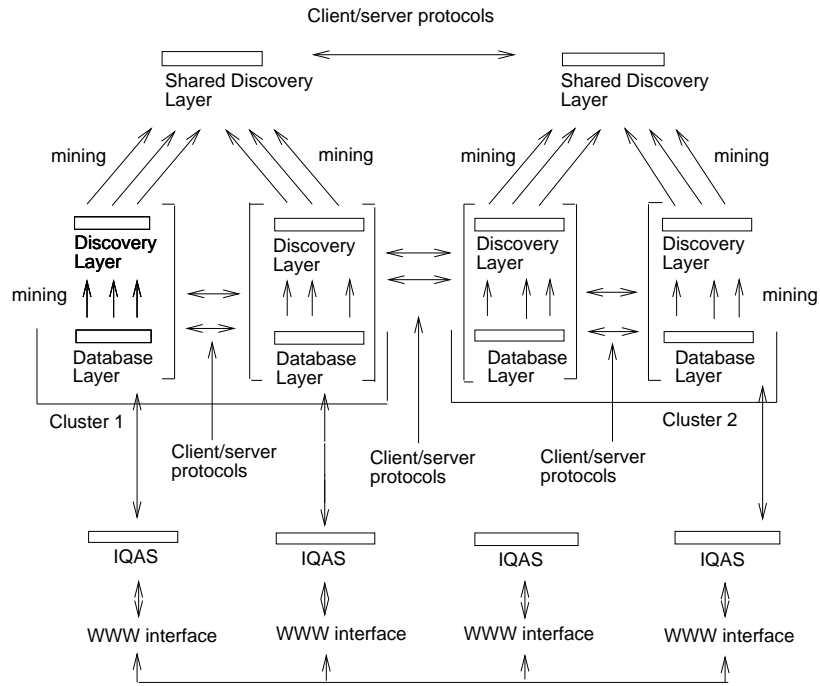 Client/server protocols
Shared Discovery
Layer
Shared Discovery
Layer
mining
mining
mining
mining
Discovery
Layer
Discovery
Layer
Discovery
Layer
Discovery
Layer
mining
mining
Database
Layer
Database
Layer
Database
Layer
Database
Layer
Cluster 1
Cluster 2
Client/server
protocols
Client/server
protocols
Client/server
protocols
IQAS
IQAS
IQAS
IQAS
WWW interface
WWW interface
WWW interface
WWW interface